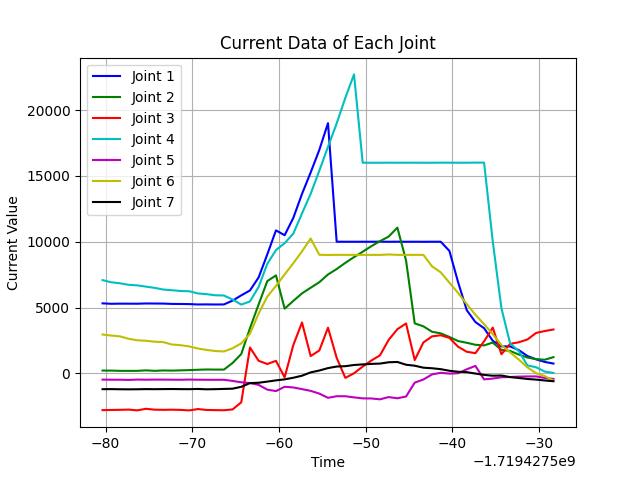 Current Data of Each Joint
Joint 1
Joint 2
Joint 3
Joint 4
Joint 5
Joint 6
Joint 7
Current Value
20000
15000
10000
5000
0
−80 −70 −60 −50 −40 −30
Time
−1.7194275e9